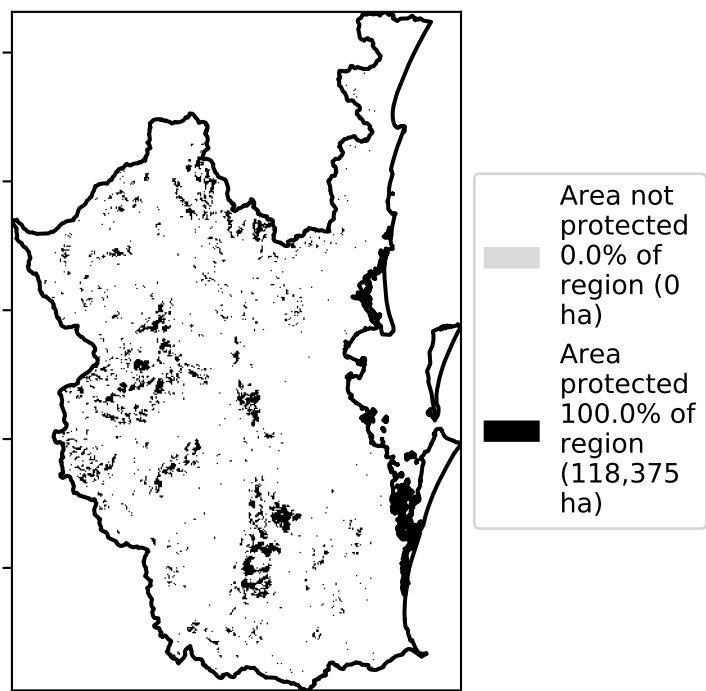 Area not
protected
0.0% of
region (0
ha)
Area
protected
100.0% of
region
(118,375
ha)